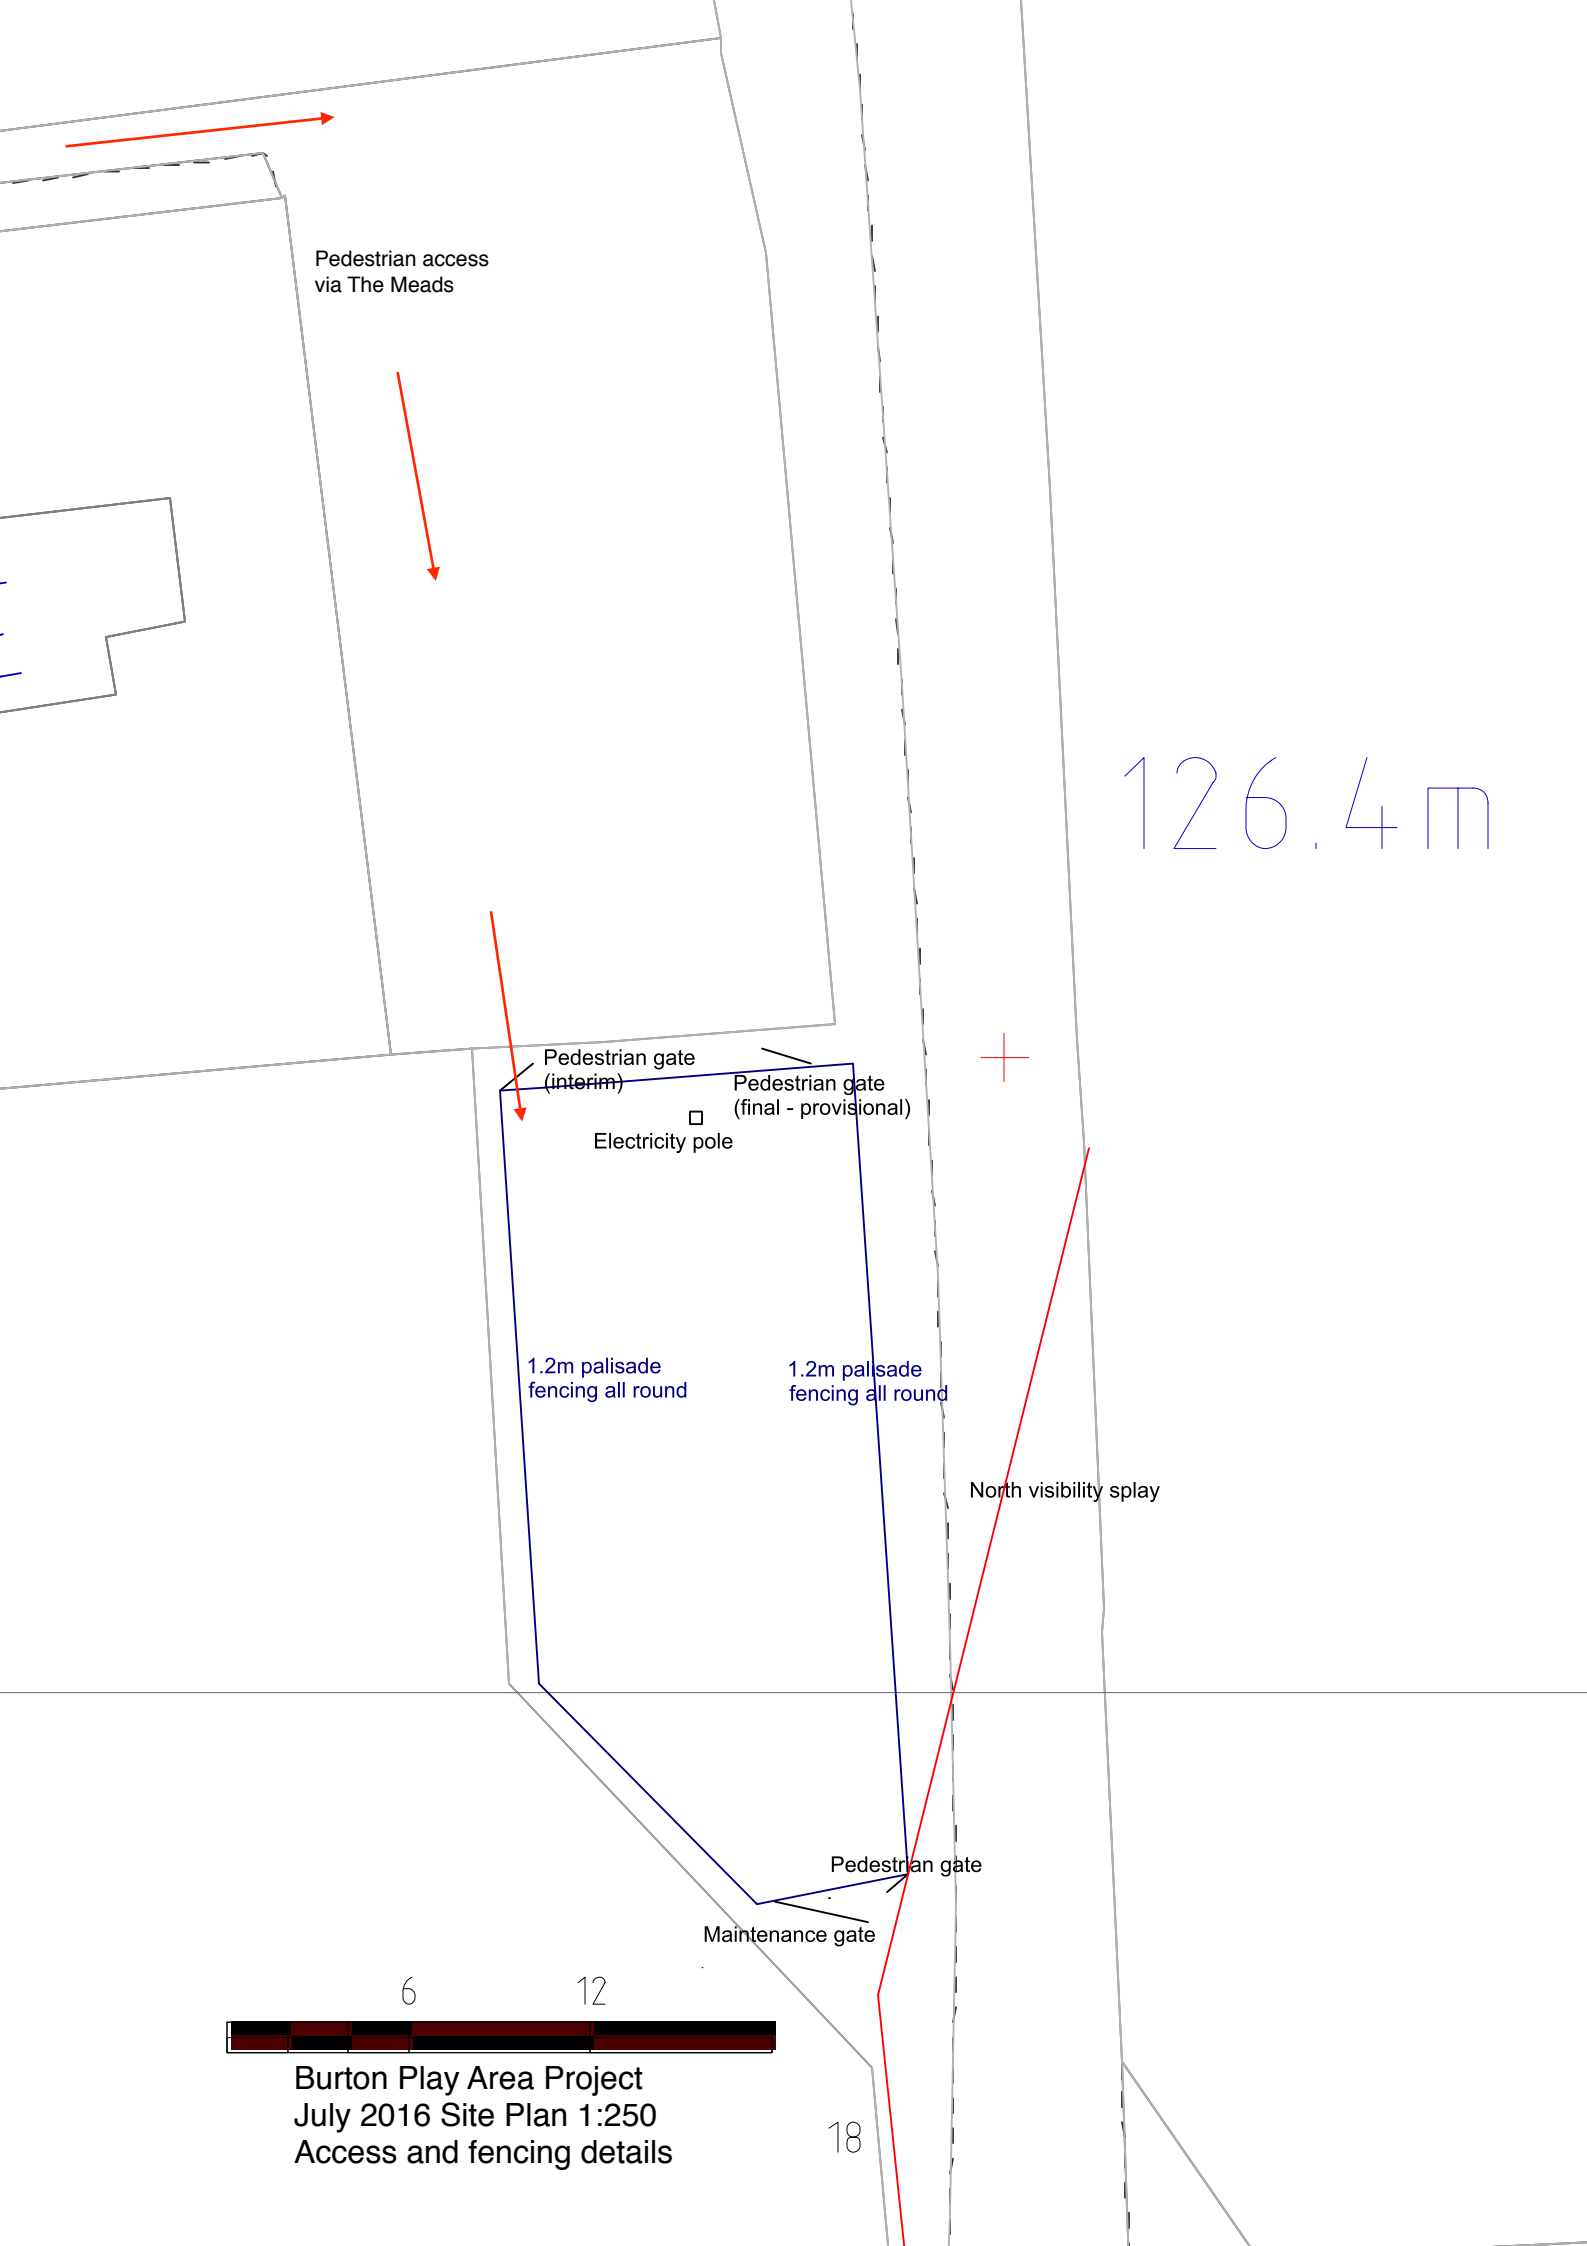 Pedestrian access
via The Meads
126.4m
Pedestrian gate
(interim)
Pedestrian gate
(final - provisional)
Electricity pole
1.2m palisade
fencing all round
1.2m palisade
fencing all round
North visibility splay
Pedestrian gate
Maintenance gate
6 12
Burton Play Area Project
July 2016 Site Plan 1:250
Access and fencing details
18